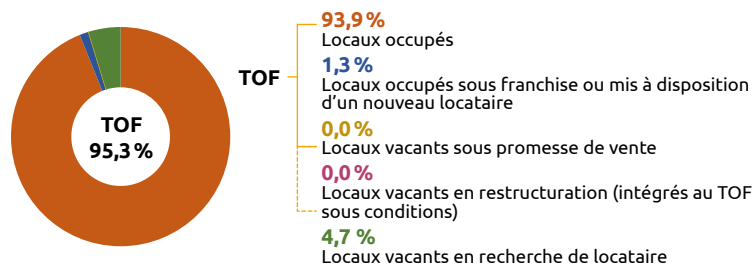 TOF
95,3 %
TOF
93,9 %
Locaux occupés
1,3 %
Locaux occupés sous franchise ou mis à disposition
d'un nouveau locataire
0,0 %
Locaux vacants sous promesse de vente
0,0 %
Locaux vacants en restructuration (intégrés au TOF
sous conditions)
4,7 %
Locaux vacants en recherche de locataire